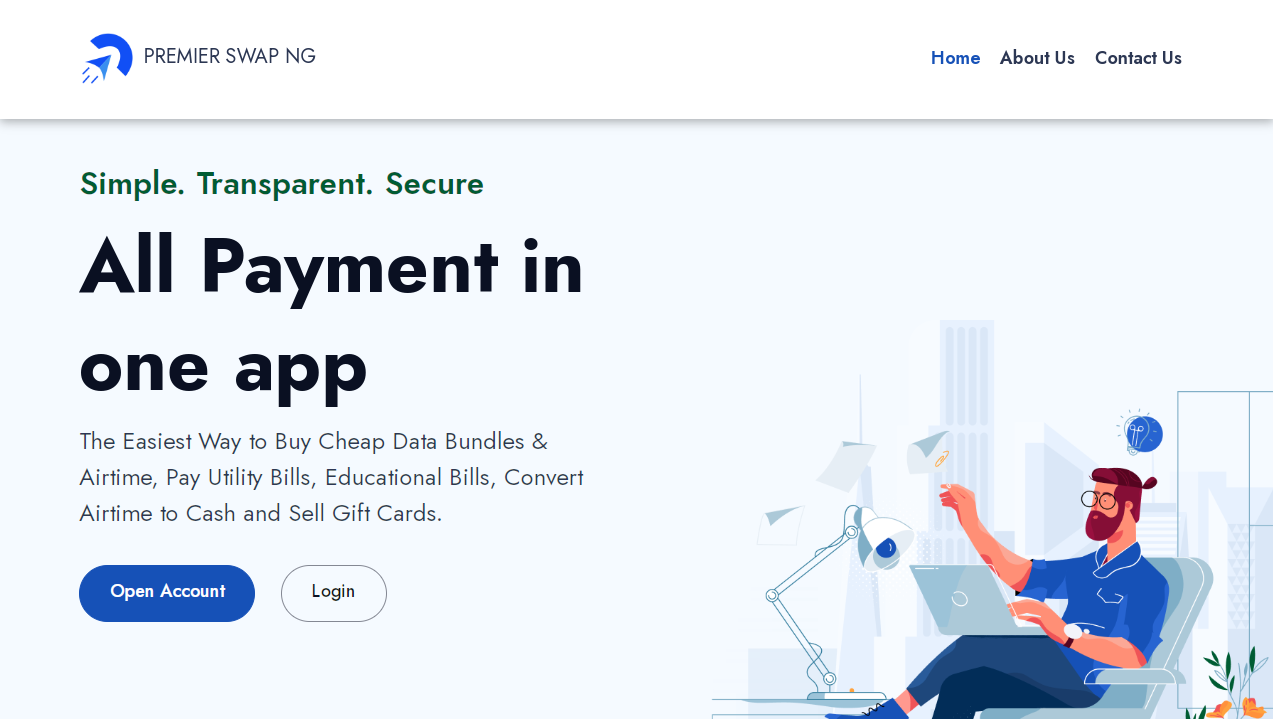 PREMIER SWAP NG
Home About Us Contact Us
Simple. Transparent. Secure
All Payment in
one app
The Easiest Way to Buy Cheap Data Bundles &
Airtime, Pay Utility Bills, Educational Bills, Convert
Airtime to Cash and Sell Gift Cards.
Open Account Login